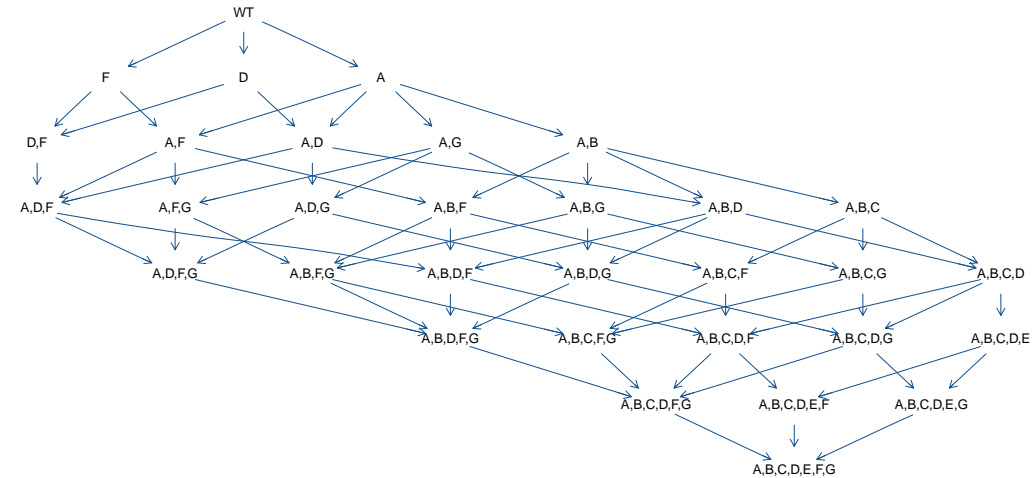 WT
F D A
D,F A,F A,D A,G A,B
A,D,F A,F,G A,D,G A,B,F A,B,G A,B,D A,B,C
A,D,F,G A,B,F,G A,B,D,F A,B,D,G A,B,C,F A,B,C,G A,B,C,D
A,B,D,F,G A,B,C,F,G A,B,C,D,F A,B,C,D,G A,B,C,D,E
A,B,C,D,F,G A,B,C,D,E,F A,B,C,D,E,G
A,B,C,D,E,F,G